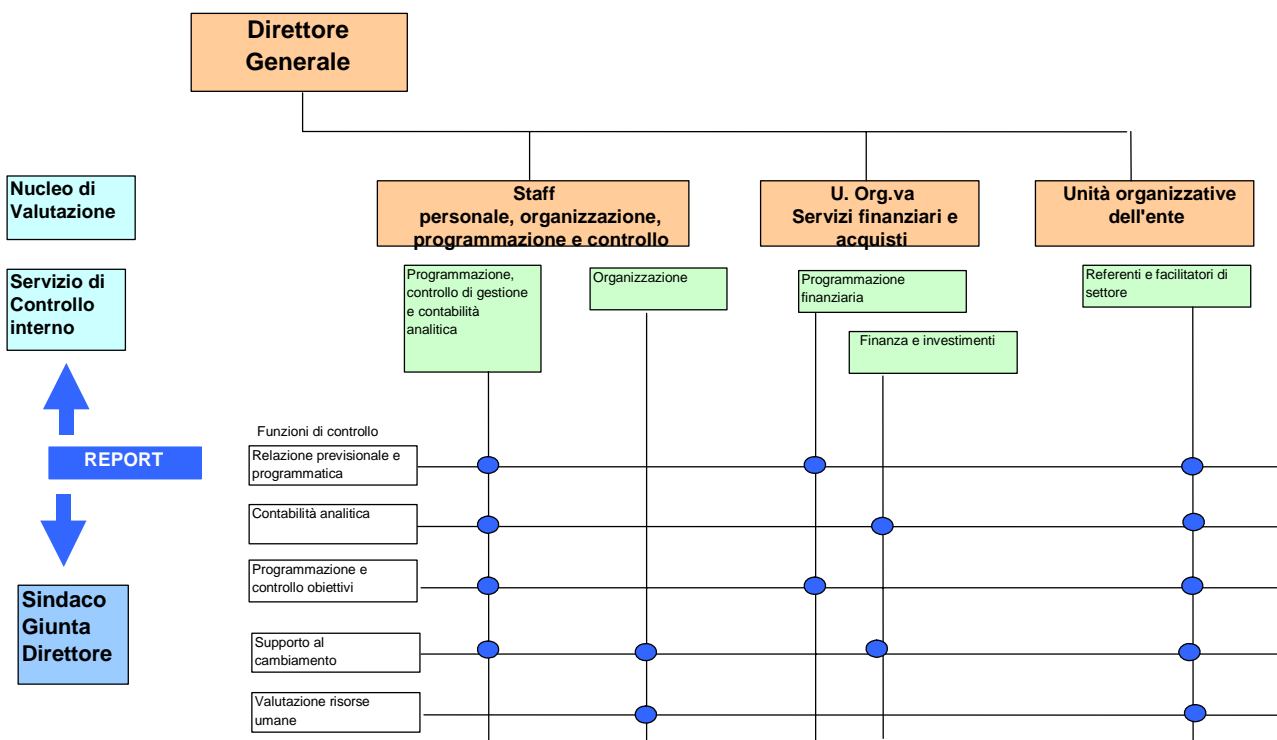 Direttore
Generale
Nucleo di
Valutazione
Staff
personale, organizzazione,
programmazione e controllo
U. Org.va
Servizi finanziari e
acquisti
Unità organizzative
dell'ente
Servizio di
Controllo
interno
Programmazione,
controllo di gestione
e contabilità
analitica
Organizzazione
Programmazione
finanziaria
Referenti e facilitatori di
settore
Finanza e investimenti
REPORT
Funzioni di controllo
Relazione previsionale e
programmatica
Contabilità analitica
Programmazione e
controllo obiettivi
Sindaco
Giunta
Direttore
Supporto al
cambiamento
Valutazione risorse
umane